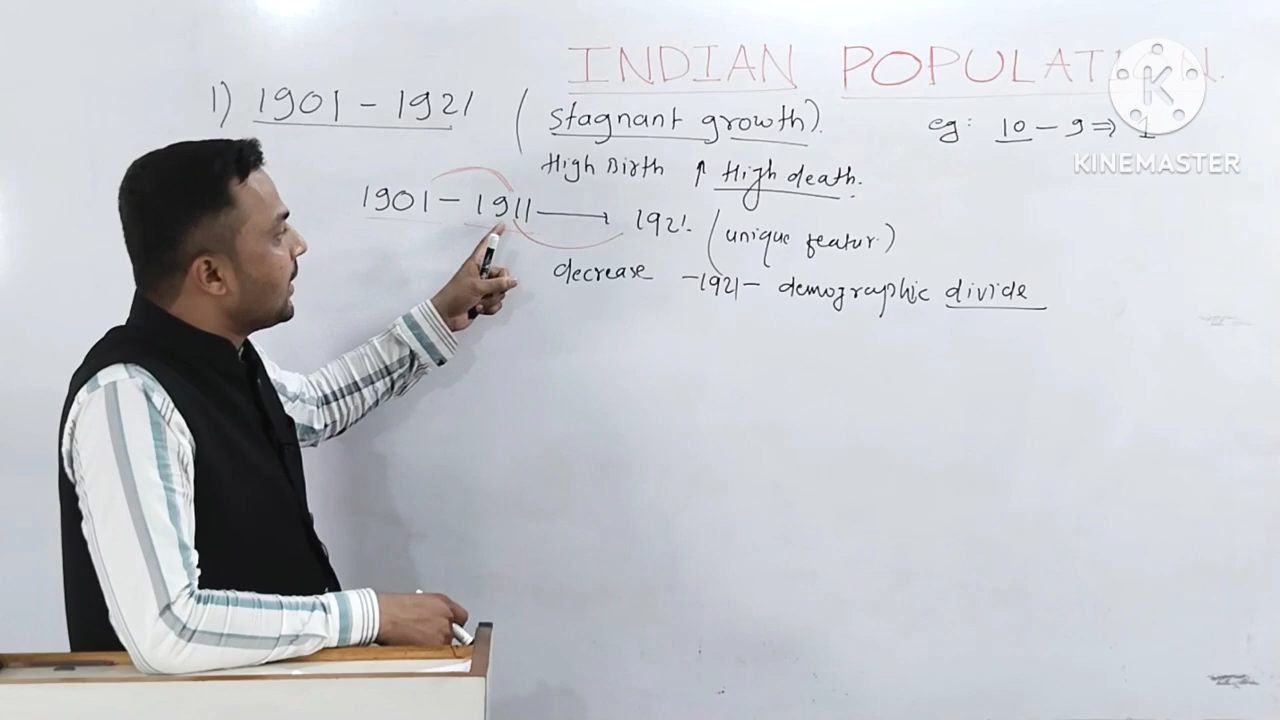 INDIAN POPULATION.
1) 1901 - 1921 (Stagnant growth). eg: 10 - 9 ⇒ 1
High Birth ↑ High death.
KINEMASTER
1901 - 1911 → 1921. (unique featur.)
decrease -1921- demographic divide